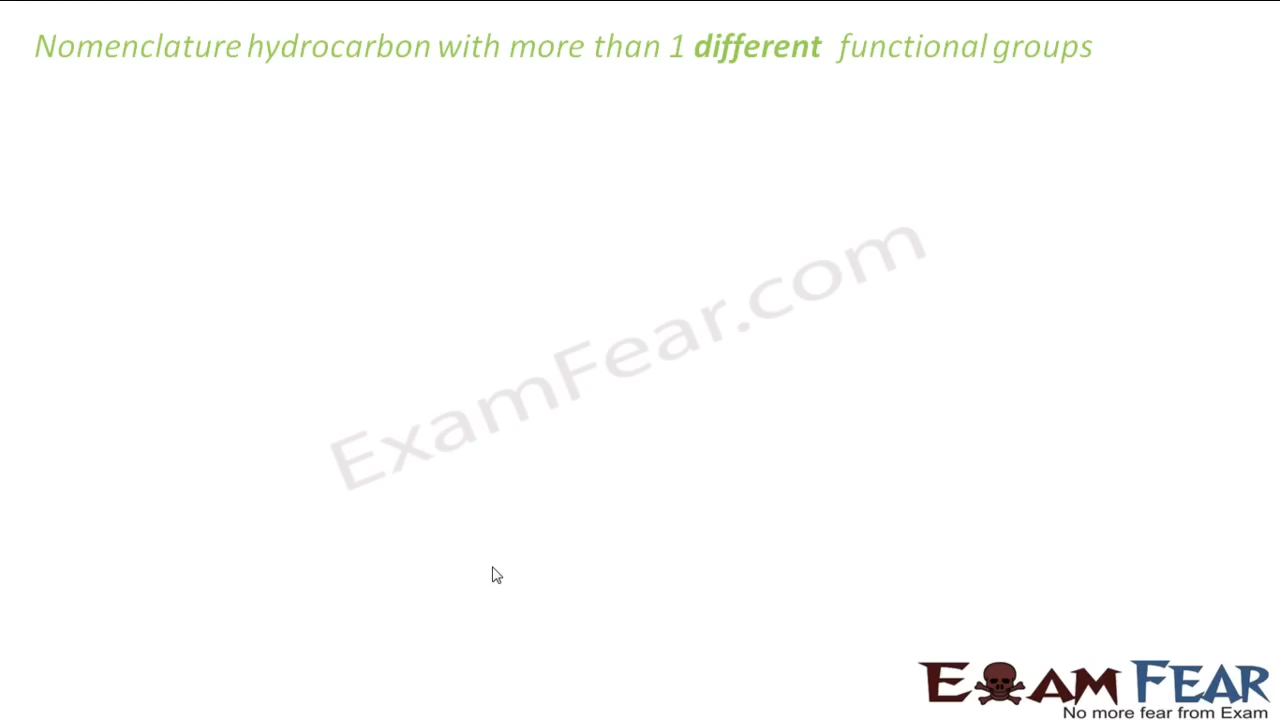 Nomenclature hydrocarbon with more than 1 different functional groups
ExamFear.com
EXAM FEAR
No more fear from Exam